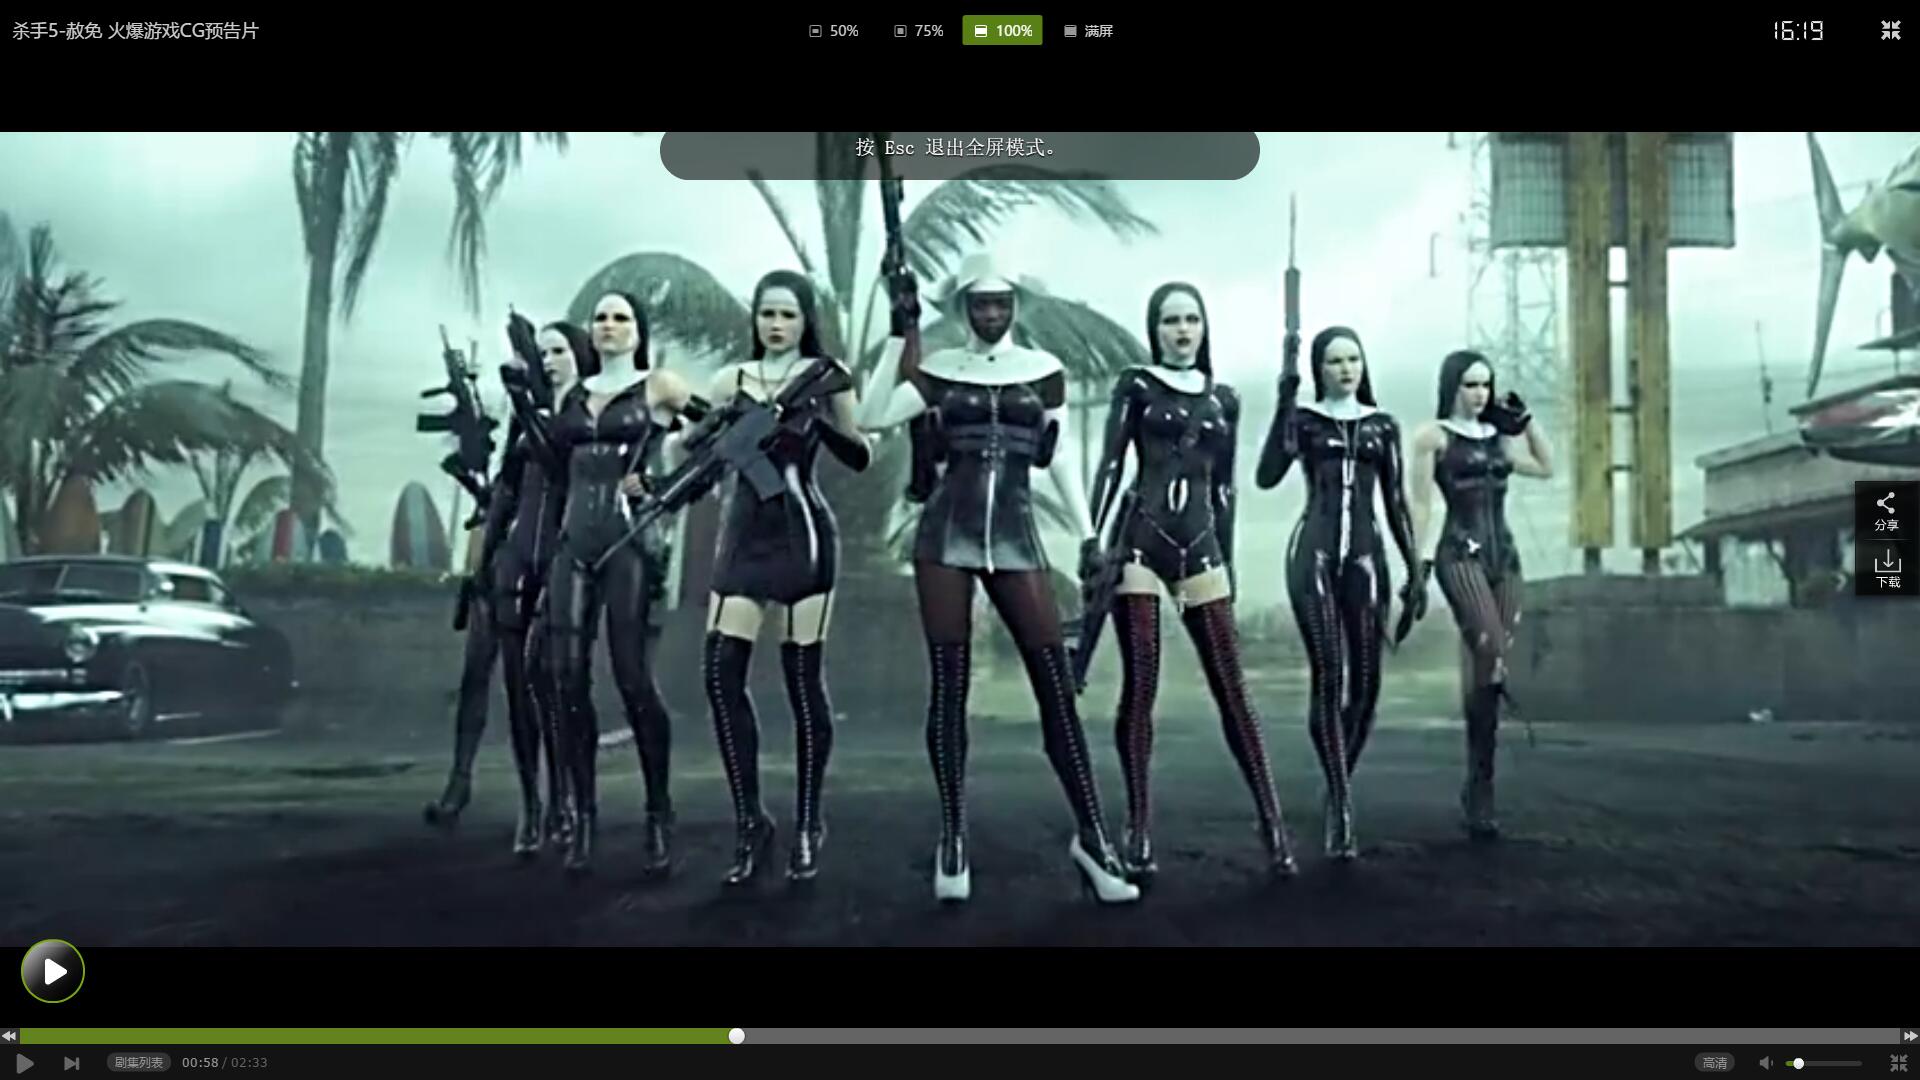 杀手5-赦免 火爆游戏CG预告片
50%
75%
100%
满屏
16:19
按 Esc 退出全屏模式。
分享
下载
剧集列表
00:58 / 02:33
高清